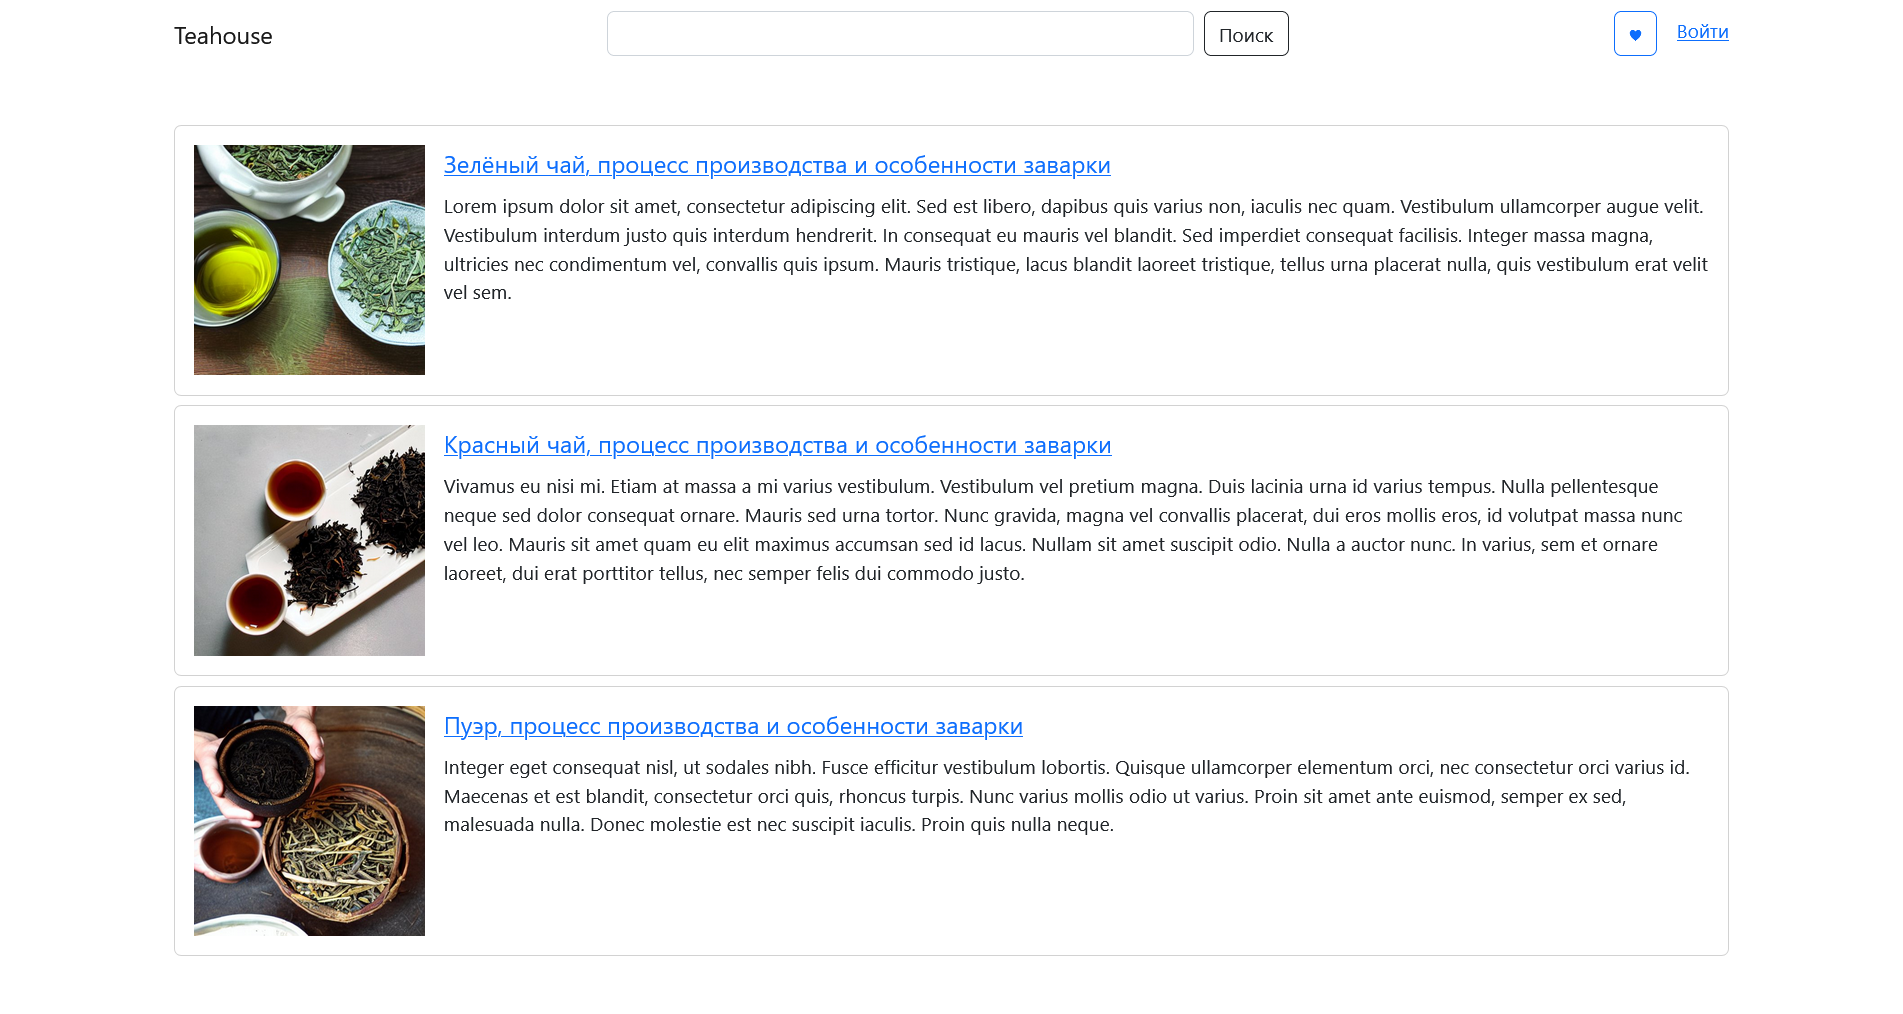 Teahouse
Поиск
Войти
Зелёный чай, процесс производства и особенности заварки
Lorem ipsum dolor sit amet, consectetur adipiscing elit. Sed est libero, dapibus quis varius non, iaculis nec quam. Vestibulum ullamcorper augue velit.
Vestibulum interdum justo quis interdum hendrerit. In consequat eu mauris vel blandit. Sed imperdiet consequat facilisis. Integer massa magna,
ultricies nec condimentum vel, convallis quis ipsum. Mauris tristique, lacus blandit laoreet tristique, tellus urna placerat nulla, quis vestibulum erat velit
vel sem.
Красный чай, процесс производства и особенности заварки
Vivamus eu nisi mi. Etiam at massa a mi varius vestibulum. Vestibulum vel pretium magna. Duis lacinia urna id varius tempus. Nulla pellentesque
neque sed dolor consequat ornare. Mauris sed urna tortor. Nunc gravida, magna vel convallis placerat, dui eros mollis eros, id volutpat massa nunc
vel leo. Mauris sit amet quam eu elit maximus accumsan sed id lacus. Nullam sit amet suscipit odio. Nulla a auctor nunc. In varius, sem et ornare
laoreet, dui erat porttitor tellus, nec semper felis dui commodo justo.
Пуэр, процесс производства и особенности заварки
Integer eget consequat nisl, ut sodales nibh. Fusce efficitur vestibulum lobortis. Quisque ullamcorper elementum orci, nec consectetur orci varius id.
Maecenas et est blandit, consectetur orci quis, rhoncus turpis. Nunc varius mollis odio ut varius. Proin sit amet ante euismod, semper ex sed,
malesuada nulla. Donec molestie est nec suscipit iaculis. Proin quis nulla neque.